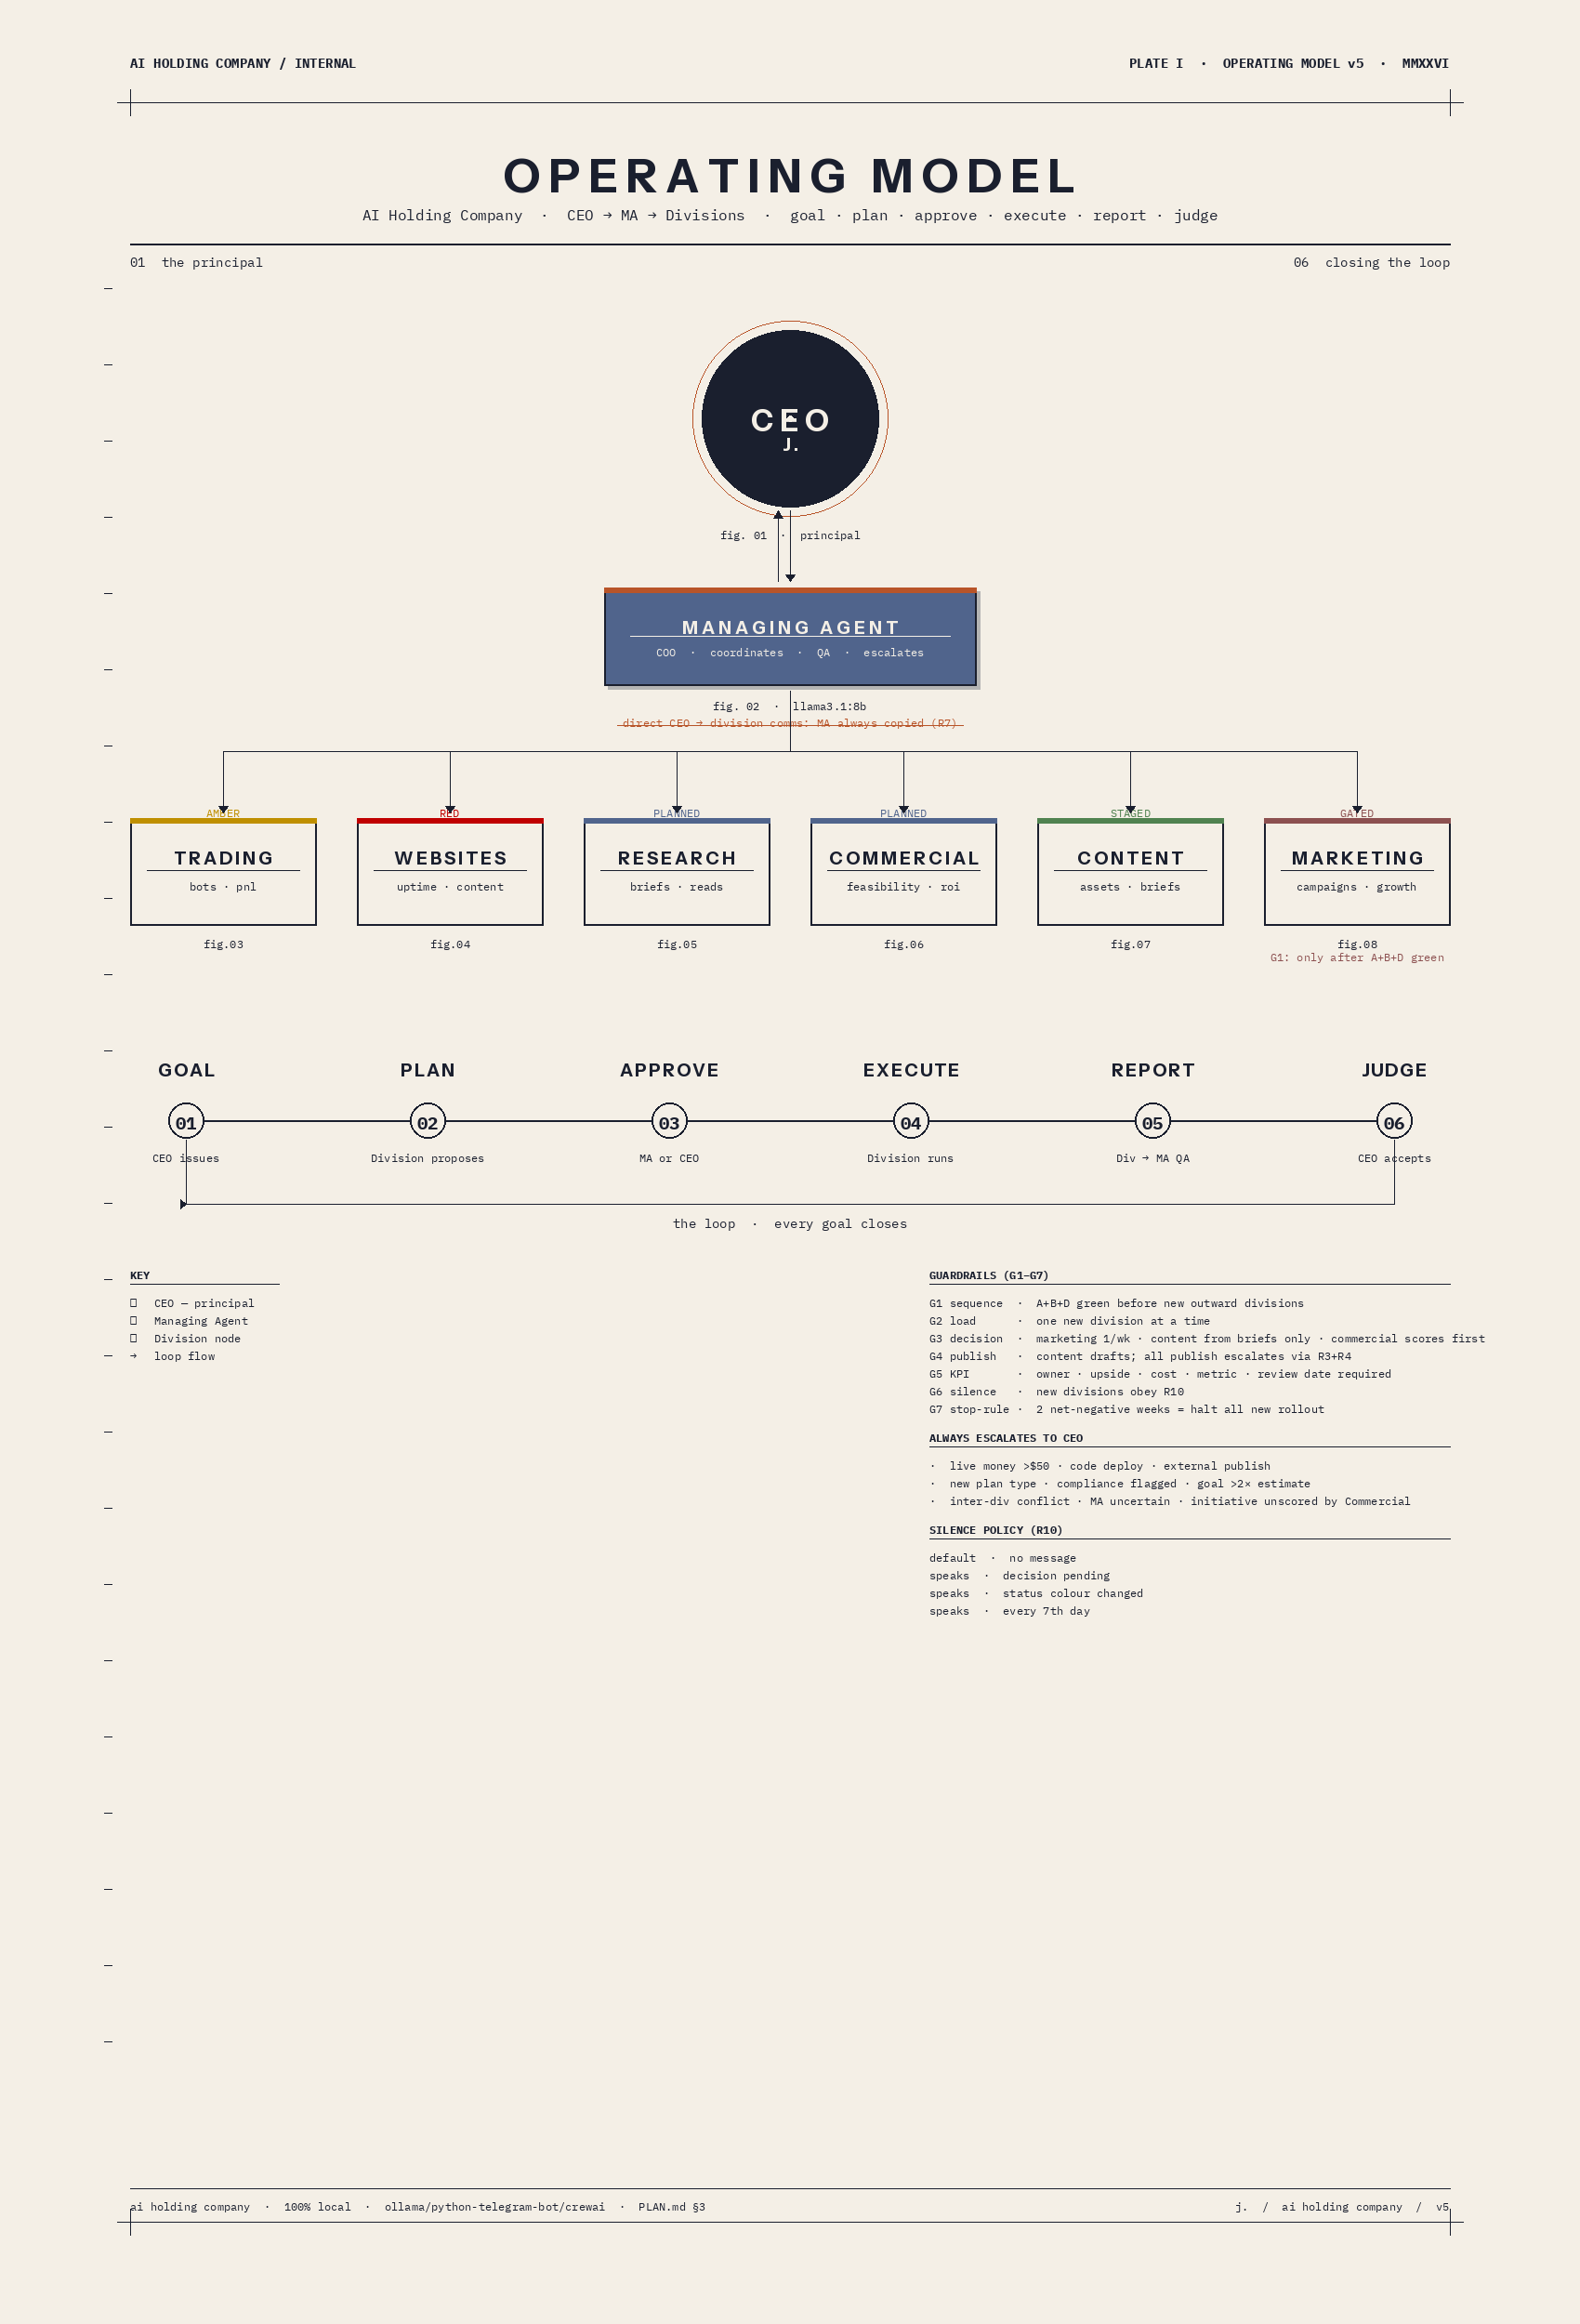 AI HOLDING COMPANY / INTERNAL
PLATE I · OPERATING MODEL v5 · MMXXVI
OPERATING MODEL
AI Holding Company · CEO → MA → Divisions · goal · plan · approve · execute · report · judge
01 the principal
06 closing the loop
CEO
J.
fig. 01 · principal
MANAGING AGENT
COO · coordinates · QA · escalates
fig. 02 · llama3.1:8b
direct CEO → division comms: MA always copied (R7)
AMBER
RED
PLANNED
PLANNED
STAGED
GATED
TRADING
WEBSITES
RESEARCH
COMMERCIAL
CONTENT
MARKETING
bots · pnl
uptime · content
briefs · reads
feasibility · roi
assets · briefs
campaigns · growth
fig.03
fig.04
fig.05
fig.06
fig.07
fig.08
G1: only after A+B+D green
GOAL
PLAN
APPROVE
EXECUTE
REPORT
JUDGE
01
02
03
04
05
06
CEO issues
Division proposes
MA or CEO
Division runs
Div → MA QA
CEO accepts
the loop · every goal closes
KEY
□ CEO — principal
□ Managing Agent
□ Division node
→ loop flow
GUARDRAILS (G1–G7)
G1 sequence · A+B+D green before new outward divisions
G2 load · one new division at a time
G3 decision · marketing 1/wk · content from briefs only · commercial scores first
G4 publish · content drafts; all publish escalates via R3+R4
G5 KPI · owner · upside · cost · metric · review date required
G6 silence · new divisions obey R10
G7 stop-rule · 2 net-negative weeks = halt all new rollout
ALWAYS ESCALATES TO CEO
· live money >$50 · code deploy · external publish
· new plan type · compliance flagged · goal >2× estimate
· inter-div conflict · MA uncertain · initiative unscored by Commercial
SILENCE POLICY (R10)
default · no message
speaks · decision pending
speaks · status colour changed
speaks · every 7th day
ai holding company · 100% local · ollama/python-telegram-bot/crewai · PLAN.md §3
j. / ai holding company / v5